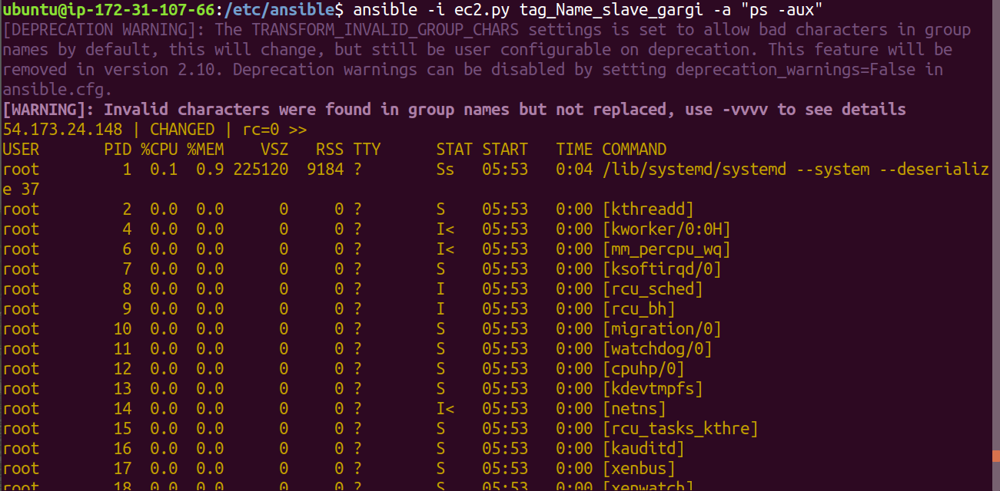 ubuntu@ip-172-31-107-66:/etc/ansible$ ansible -i ec2.py tag_Name_slave_gargi -a "ps -aux"
[DEPRECATION WARNING]: The TRANSFORM_INVALID_GROUP_CHARS settings is set to allow bad characters in group
names by default, this will change, but still be user configurable on deprecation. This feature will be
removed in version 2.10. Deprecation warnings can be disabled by setting deprecation_warnings=False in
ansible.cfg.
[WARNING]: Invalid characters were found in group names but not replaced, use -vvvv to see details
54.173.24.148 | CHANGED | rc=0 >>
USER       PID %CPU %MEM    VSZ   RSS TTY      STAT START   TIME COMMAND
root         1  0.1  0.9 225120  9184 ?        Ss   05:53   0:04 /lib/systemd/systemd --system --deserializ
e 37
root         2  0.0  0.0      0     0 ?        S    05:53   0:00 [kthreadd]
root         4  0.0  0.0      0     0 ?        I<   05:53   0:00 [kworker/0:0H]
root         6  0.0  0.0      0     0 ?        I<   05:53   0:00 [mm_percpu_wq]
root         7  0.0  0.0      0     0 ?        S    05:53   0:00 [ksoftirqd/0]
root         8  0.0  0.0      0     0 ?        I    05:53   0:00 [rcu_sched]
root         9  0.0  0.0      0     0 ?        I    05:53   0:00 [rcu_bh]
root        10  0.0  0.0      0     0 ?        S    05:53   0:00 [migration/0]
root        11  0.0  0.0      0     0 ?        S    05:53   0:00 [watchdog/0]
root        12  0.0  0.0      0     0 ?        S    05:53   0:00 [cpuhp/0]
root        13  0.0  0.0      0     0 ?        S    05:53   0:00 [kdevtmpfs]
root        14  0.0  0.0      0     0 ?        I<   05:53   0:00 [netns]
root        15  0.0  0.0      0     0 ?        S    05:53   0:00 [rcu_tasks_kthre]
root        16  0.0  0.0      0     0 ?        S    05:53   0:00 [kauditd]
root        17  0.0  0.0      0     0 ?        S    05:53   0:00 [xenbus]
root        18  0.0  0.0      0     0 ?        S    05:53   0:00 [xenwatch]